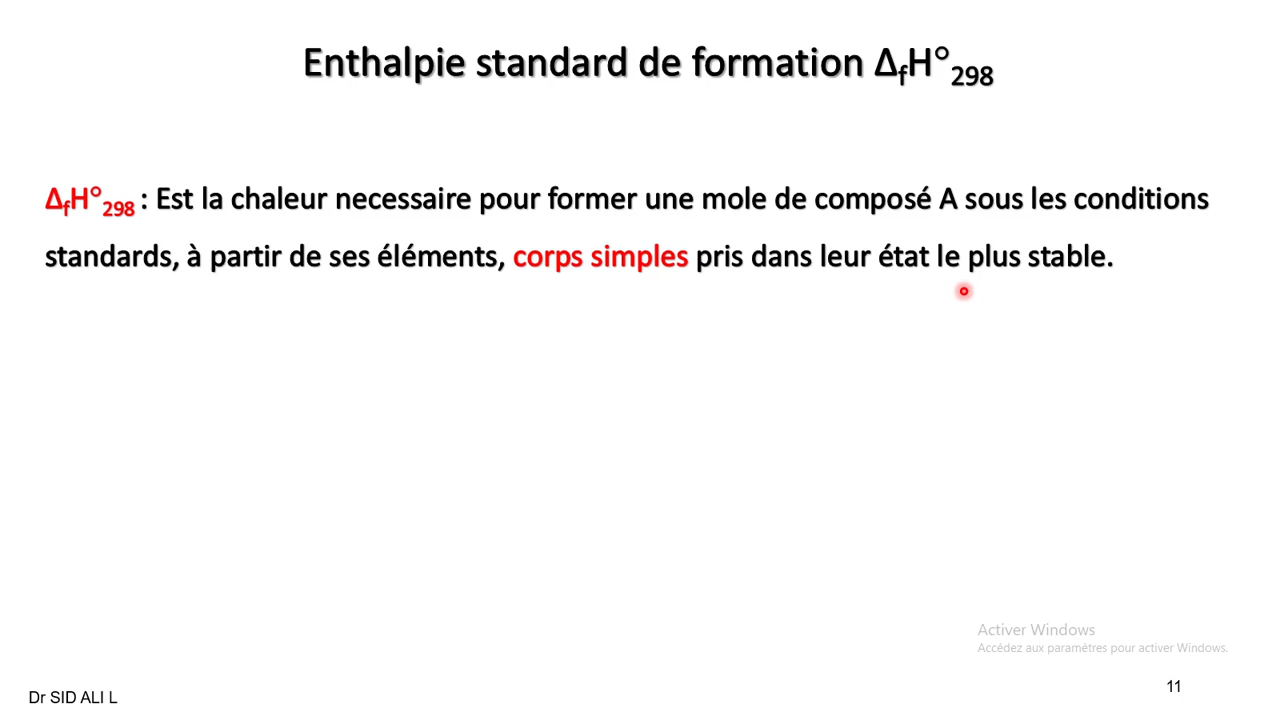 Enthalpie standard de formation ΔfH°298
ΔfH°298 : Est la chaleur necessaire pour former une mole de composé A sous les conditions
standards, à partir de ses éléments, corps simples pris dans leur état le plus stable.
Activer Windows
Accédez aux paramètres pour activer Windows.
11
Dr SID ALI L